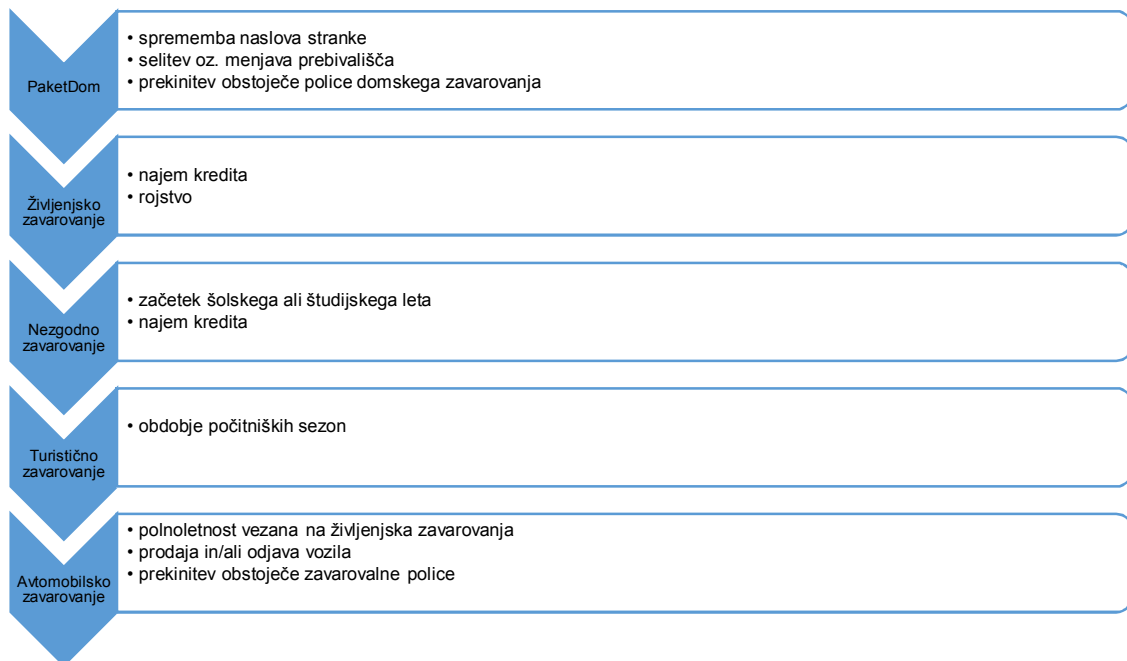 PaketDom
• sprememba naslova stranke
• selitev oz. menjava prebivališča
• prekinitev obstoječe police domskega zavarovanja
Življenjsko
zavarovanje
• najem kredita
• rojstvo
Nezgodno
zavarovanje
• začetek šolskega ali študijskega leta
• najem kredita
Turistično
zavarovanje
• obdobje počitniških sezon
Avtomobilsko
zavarovanje
• polnoletnost vezana na življenjska zavarovanja
• prodaja in/ali odjava vozila
• prekinitev obstoječe zavarovalne police